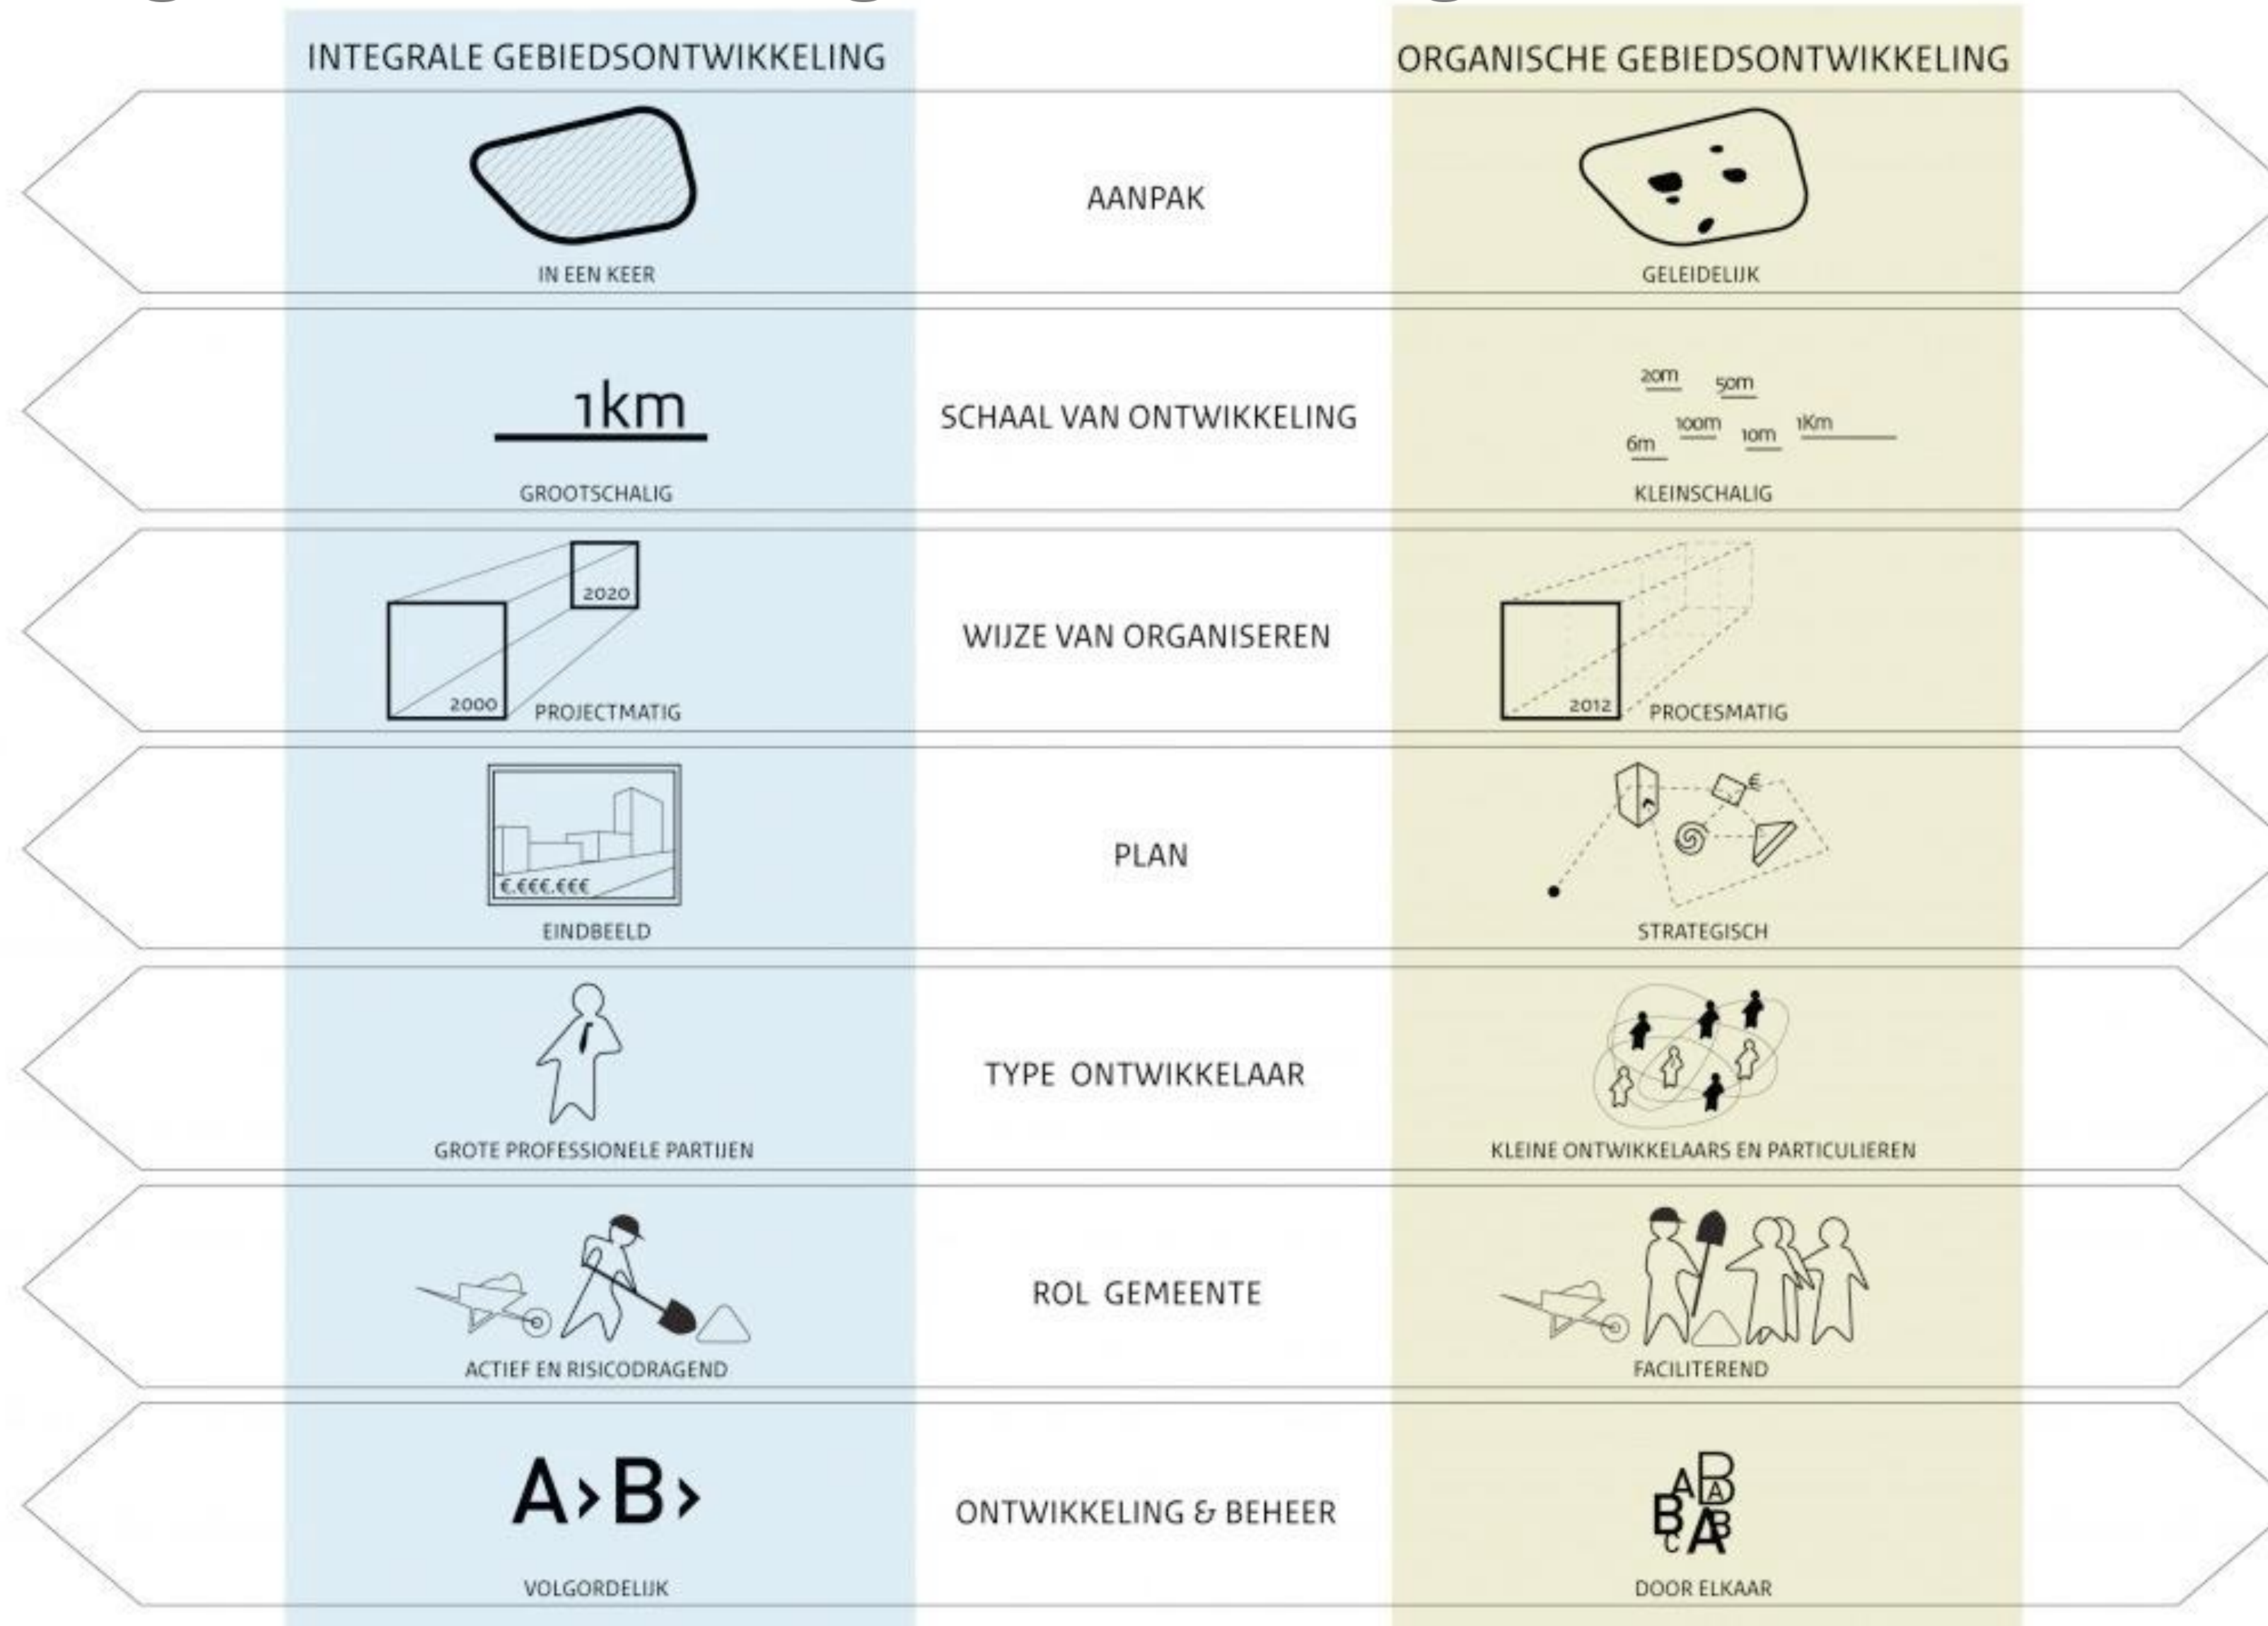 INTEGRALE GEBIEDSONTWIKKELING
ORGANISCHE GEBIEDSONTWIKKELING
AANPAK
IN EEN KEER
GELEIDELIJK
1km
SCHAAL VAN ONTWIKKELING
20m
50m
100m
1Km
6m
10m
GROOTSCHALIG
KLEINSCHALIG
2020
WIJZE VAN ORGANISEREN
2000
PROJECTMATIG
2012
PROCESMATIG
€
PLAN
€.€€€.€€€
EINDBEELD
STRATEGISCH
TYPE ONTWIKKELAAR
GROTE PROFESSIONELE PARTIJEN
KLEINE ONTWIKKELAARS EN PARTICULIEREN
ROL GEMEENTE
ACTIEF EN RISICODRAGEND
FACILITEREND
A>B>
ONTWIKKELING & BEHEER
A B A
B A B
C
VOLGORDELIJK
DOOR ELKAAR